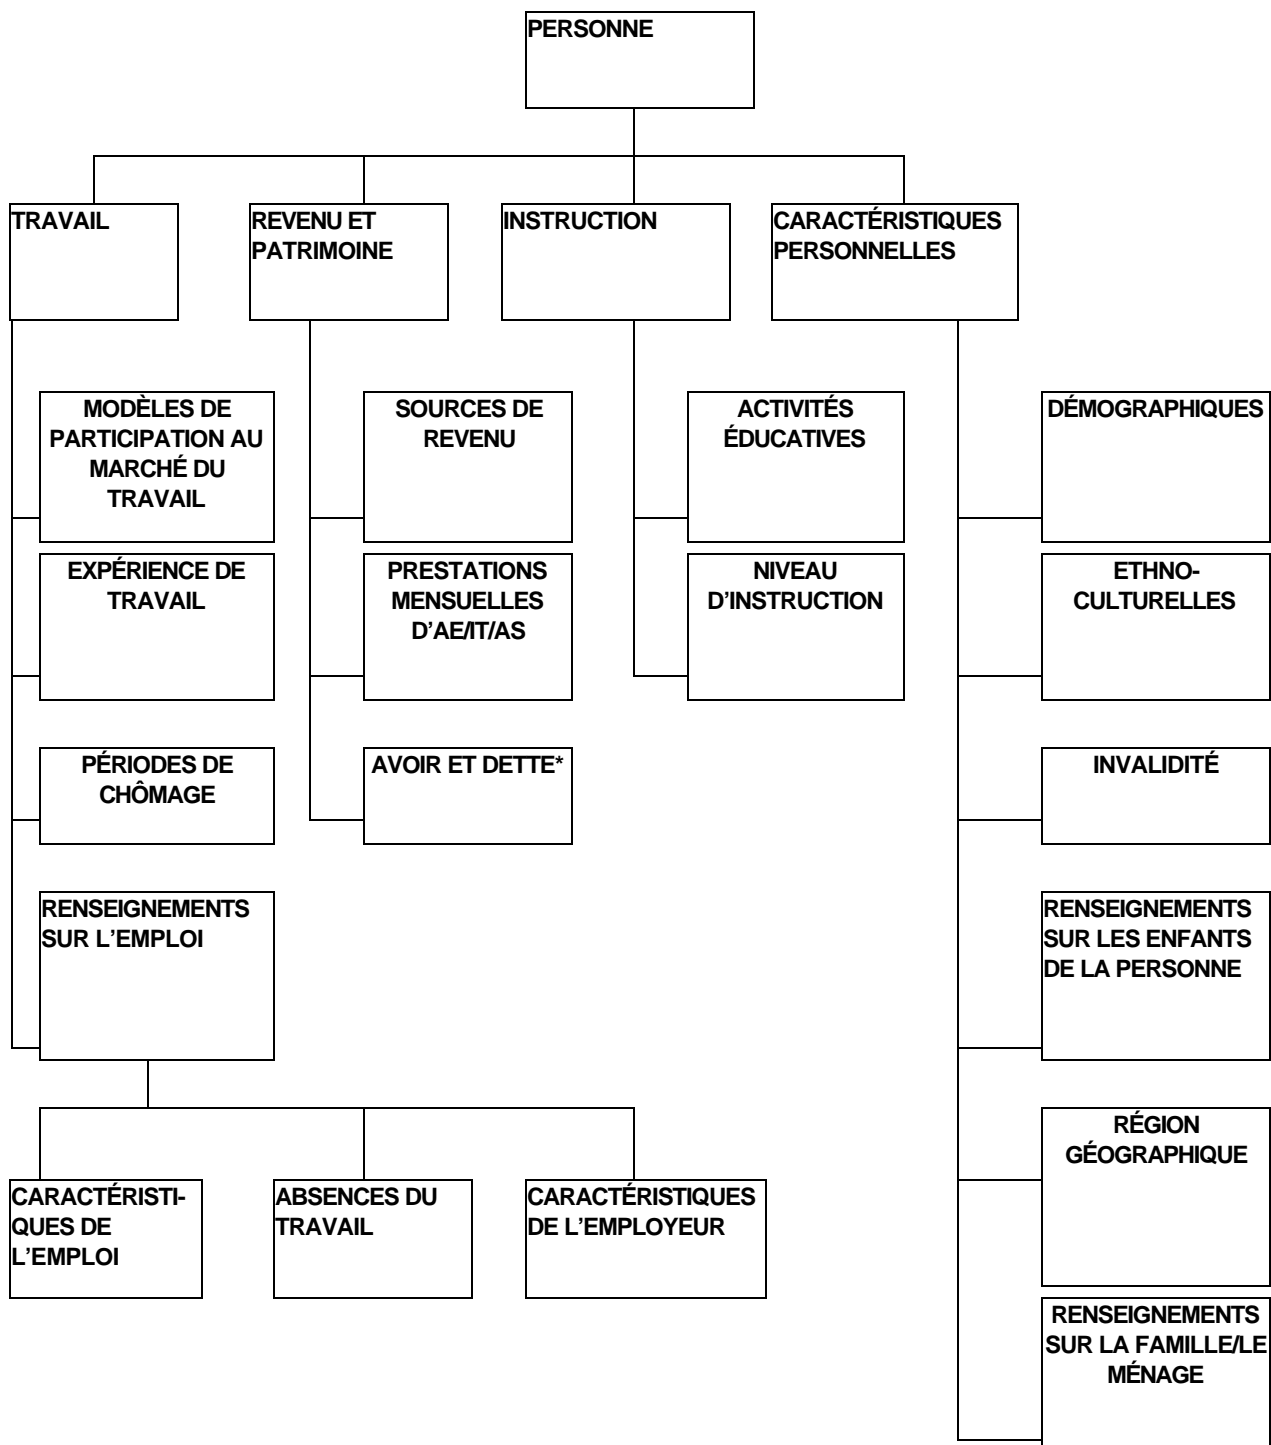 PERSONNE
TRAVAIL
REVENU ET
PATRIMOINE
INSTRUCTION
CARACTÉRISTIQUES
PERSONNELLES
MODÈLES DE
PARTICIPATION AU
MARCHÉ DU
TRAVAIL
SOURCES DE
REVENU
ACTIVITÉS
ÉDUCATIVES
DÉMOGRAPHIQUES
EXPÉRIENCE DE
TRAVAIL
PRESTATIONS
MENSUELLES
D'AE/IT/AS
NIVEAU
D'INSTRUCTION
ETHNO-
CULTURELLES
PÉRIODES DE
CHÔMAGE
AVOIR ET DETTE*
INVALIDITÉ
RENSEIGNEMENTS
SUR L'EMPLOI
RENSEIGNEMENTS
SUR LES ENFANTS
DE LA PERSONNE
RÉGION
GÉOGRAPHIQUE
CARACTÉRISTI-
QUES DE
L'EMPLOI
ABSENCES DU
TRAVAIL
CARACTÉRISTIQUES
DE L'EMPLOYEUR
RENSEIGNEMENTS
SUR LA FAMILLE/LE
MÉNAGE